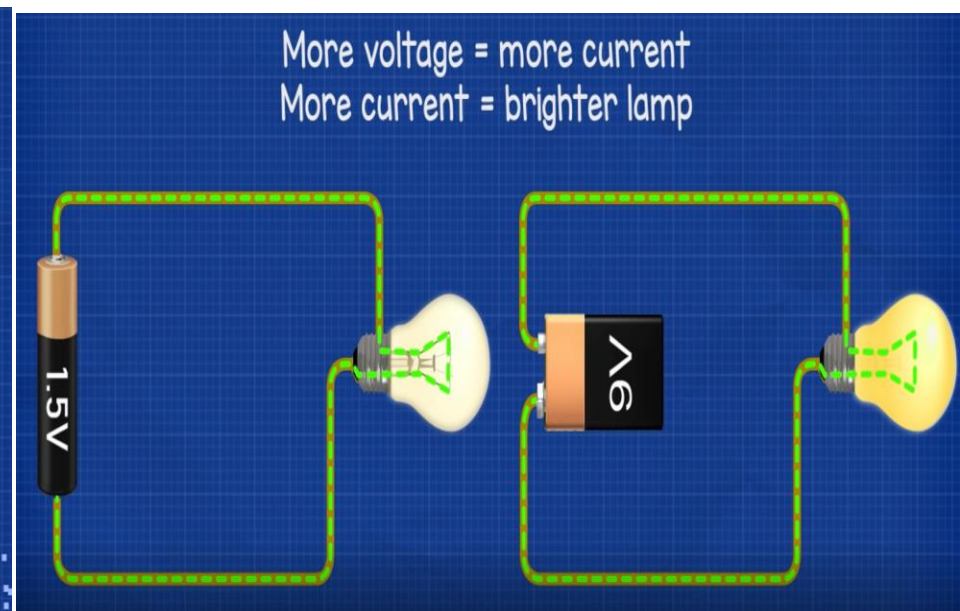 More voltage = more current
More current = brighter lamp
1.5V
9V